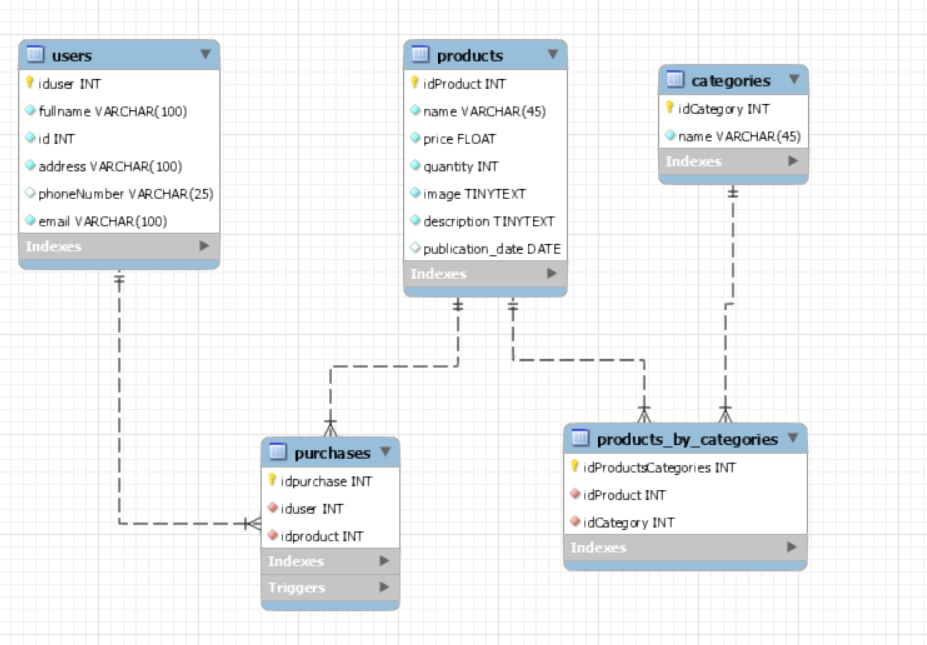 users
iduser INT
fullname VARCHAR(100)
id INT
address VARCHAR(100)
phoneNumber VARCHAR(25)
email VARCHAR(100)
Indexes
products
idProduct INT
name VARCHAR(45)
price FLOAT
quantity INT
image TINYTEXT
description TINYTEXT
publication_date DATE
Indexes
categories
idCategory INT
name VARCHAR(45)
Indexes
purchases
idpurchase INT
iduser INT
idproduct INT
Indexes
Triggers
products_by_categories
idProductsCategories INT
idProduct INT
idCategory INT
Indexes